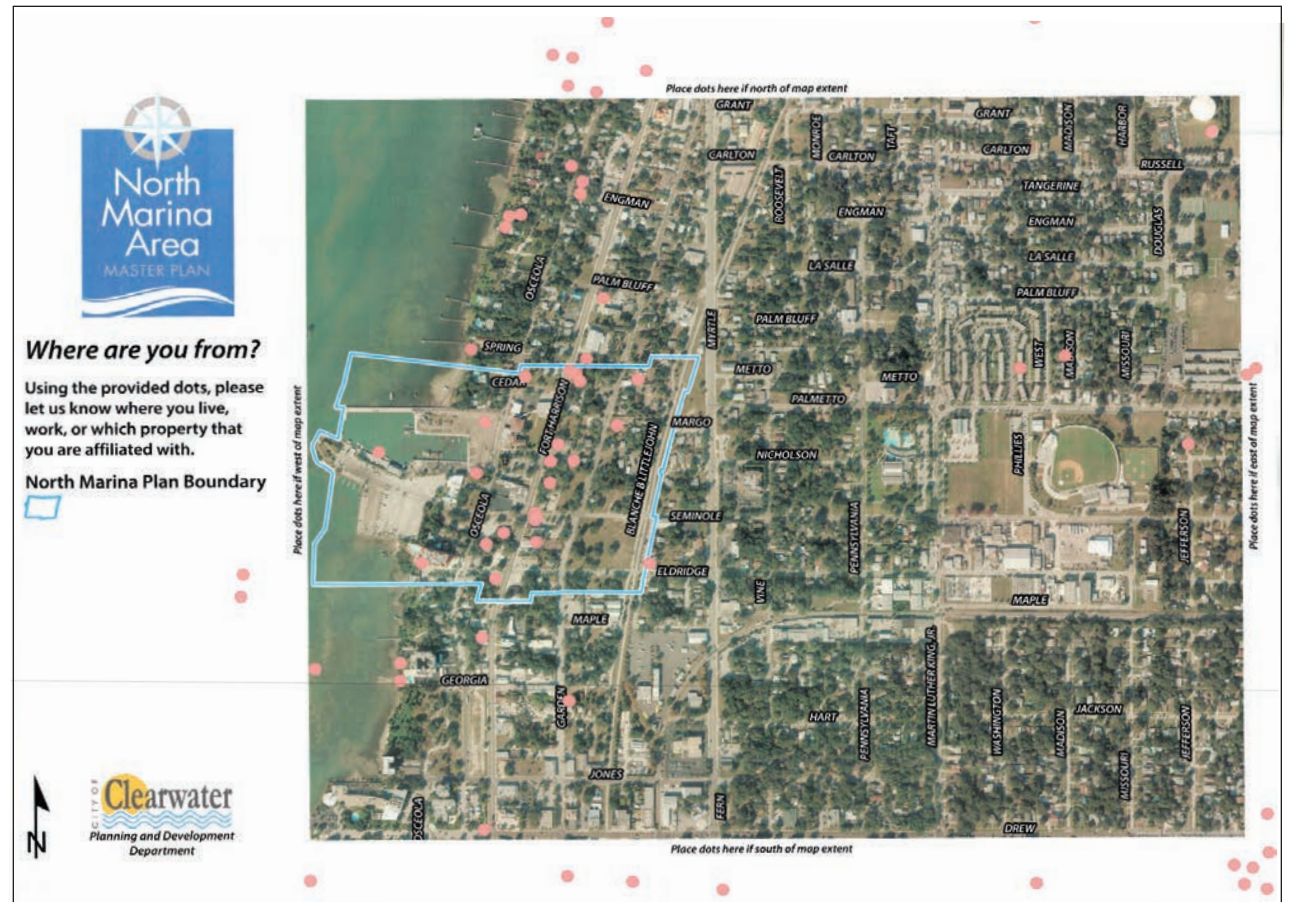 Place dots here if north of map extent
North
Marina
Area
MASTER PLAN
Where are you from?
Using the provided dots, please
let us know where you live,
work, or which property that
you are affiliated with.
North Marina Plan Boundary
CITY OF
Clearwater
Planning and Development
Department
N
Place dots here if west of map extent
GRANT
GRANT
MONROE
TAFT
MADISON
HARBOR
CARLTON
CARLTON
CARLTON
RUSSELL
ROOSEVELT
TANGERINE
ENGMAN
ENGMAN
ENGMAN
DOUGLAS
OSCEOLA
LA SALLE
LA SALLE
PALM BLUFF
PALM BLUFF
PALM BLUFF
MYRTLE
SPRING
WEST
MISSOURI
CEDAR
METTO
METTO
FORT HARRISON
PALMETTO
MARGO
BLANCHE B LITTLEJOHN
NICHOLSON
PHILLIES
OSCEOLA
SEMINOLE
PENNSYLVANIA
JEFFERSON
ELDRIDGE
VINE
MAPLE
MAPLE
GEORGIA
GARDEN
HART
PENNSYLVANIA
MARTIN LUTHER KING, JR.
WASHINGTON
MADISON
JACKSON
MISSOURI
JEFFERSON
JONES
OSCEOLA
FERN
DREW
Place dots here if east of map extent
Place dots here if south of map extent